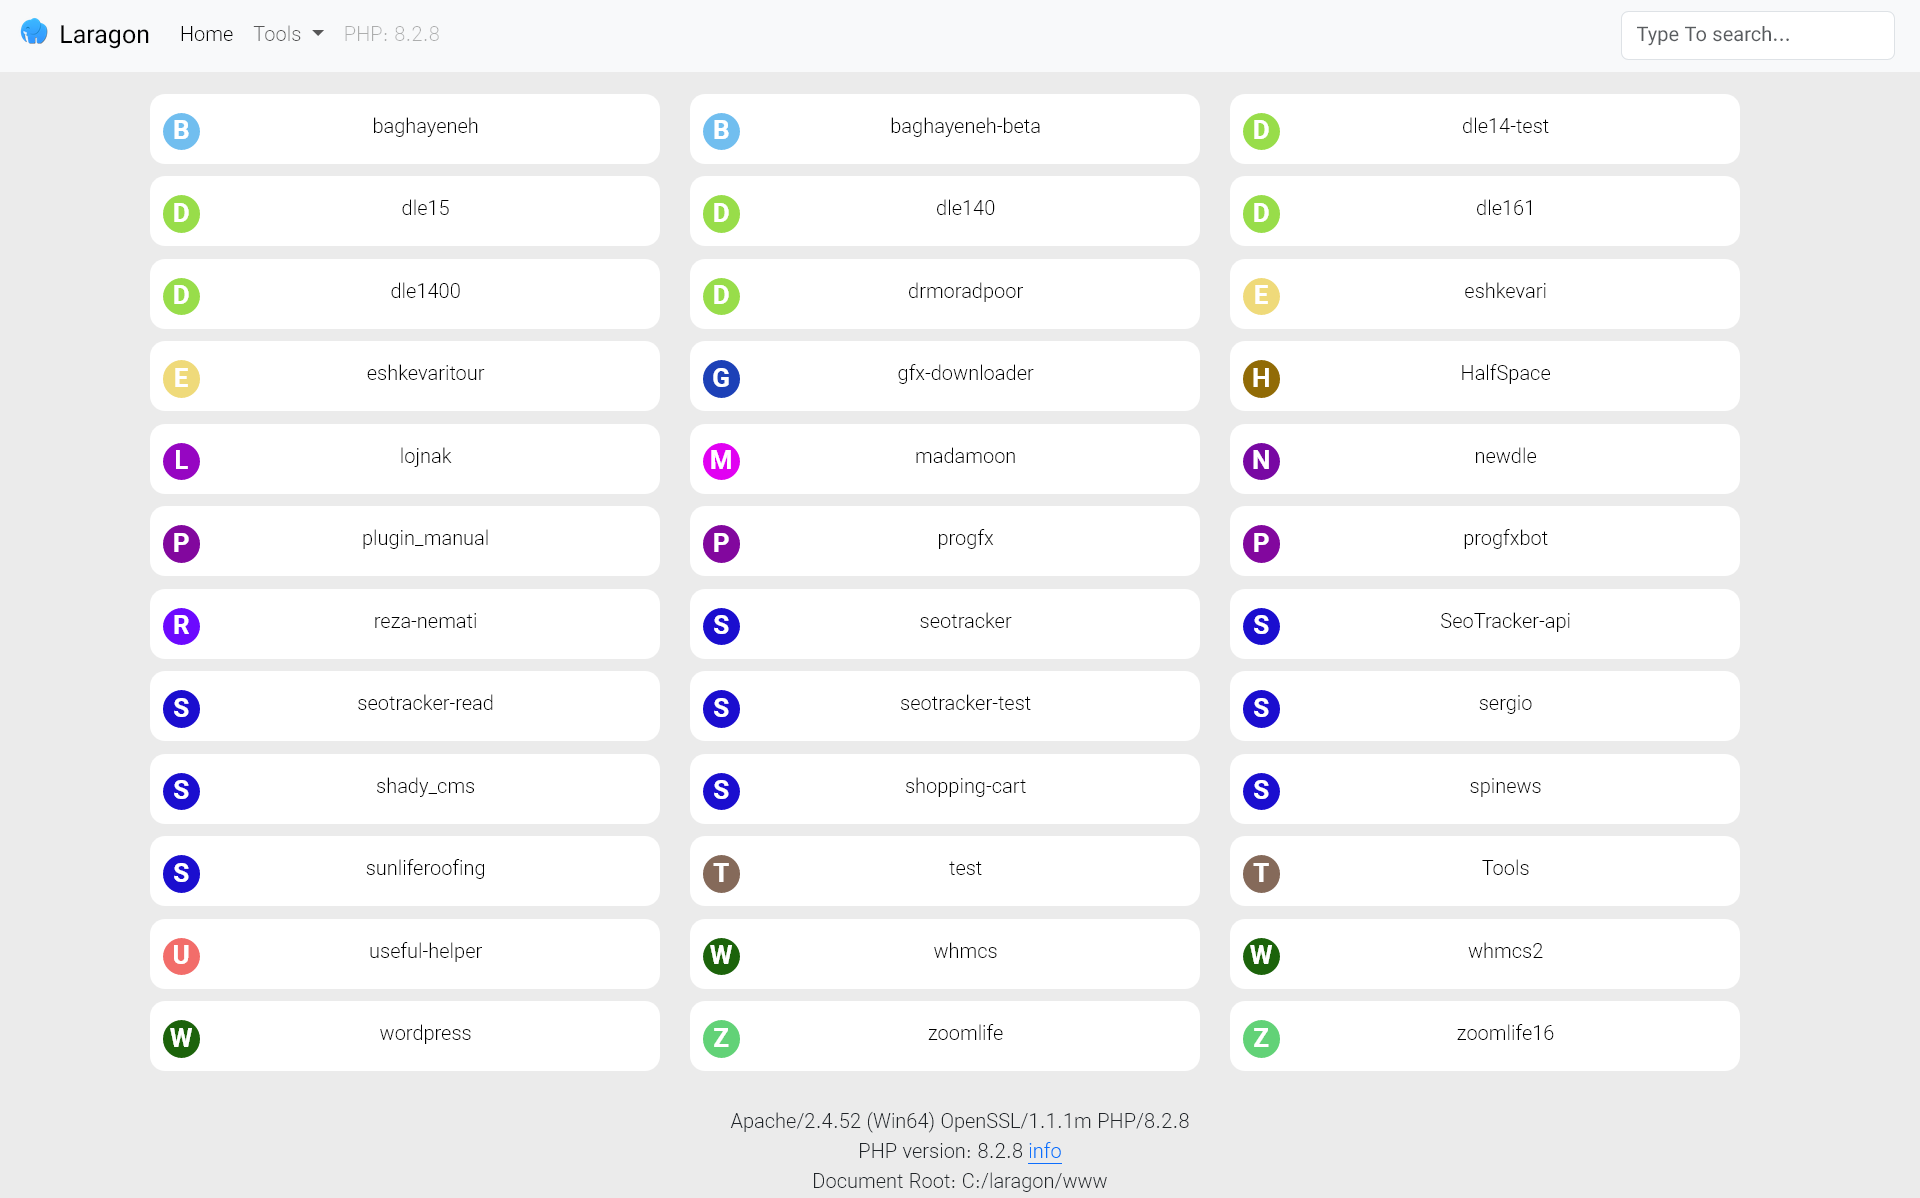 Laragon Home Tools PHP: 8.2.8 Type To search...
B baghayeneh B baghayeneh-beta D dle14-test
D dle15 D dle140 D dle161
D dle1400 D drmoradpoor E eshkevari
E eshkevaritour G gfx-downloader H HalfSpace
L lojnak M madamoon N newdle
P plugin_manual P progfx P progfxbot
R reza-nemati S seotracker S SeoTracker-api
S seotracker-read S seotracker-test S sergio
S shady_cms S shopping-cart S spinews
S sunliferoofing T test T Tools
U useful-helper W whmcs W whmcs2
W wordpress Z zoomlife Z zoomlife16
Apache/2.4.52 (Win64) OpenSSL/1.1.1m PHP/8.2.8
PHP version: 8.2.8 info
Document Root: C:/laragon/www